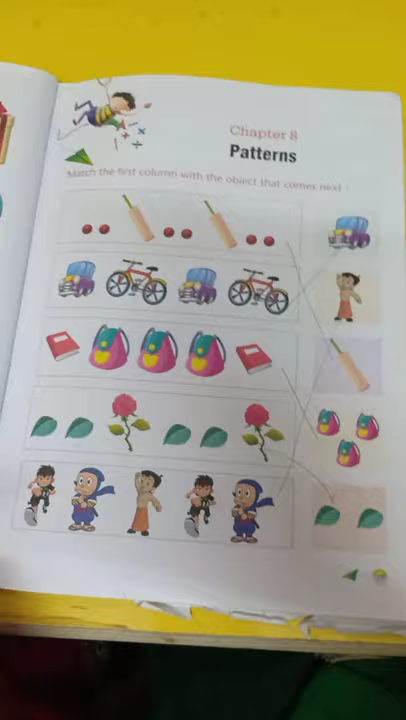 Chapter 8
Patterns
Match the first column with the object that comes next :